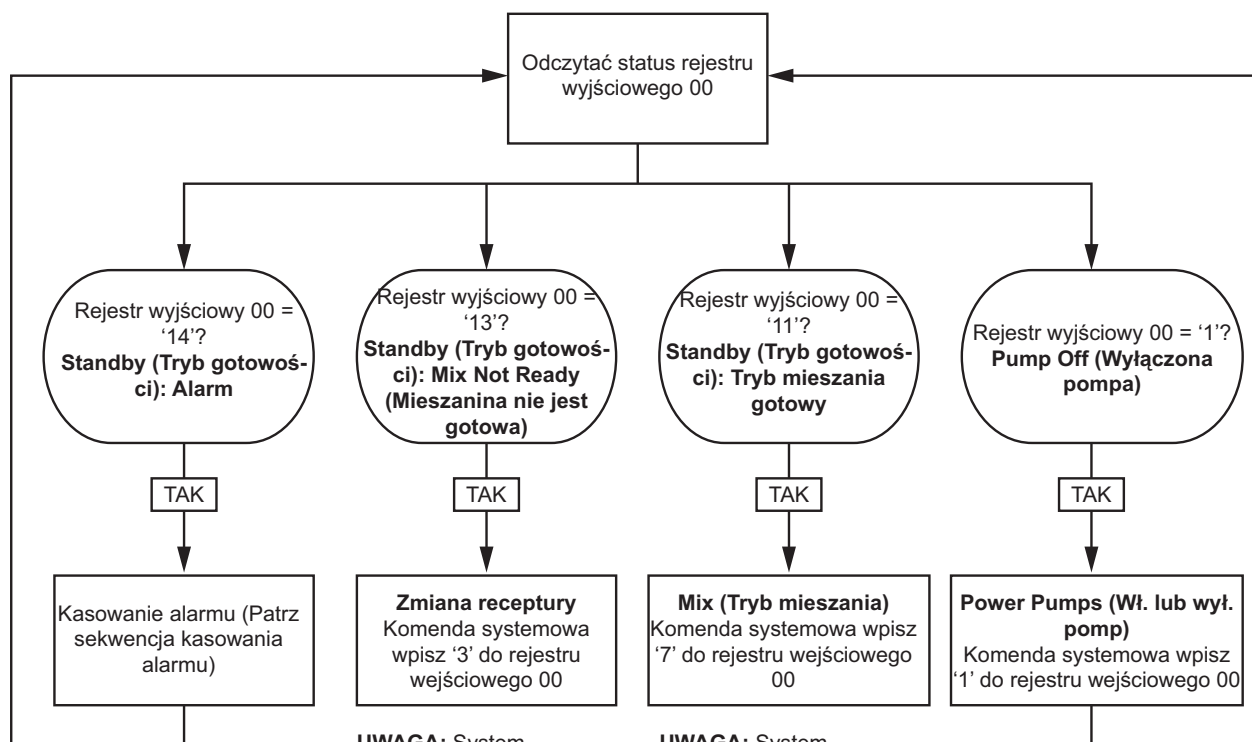 Odczytać status rejestru
wyjściowego 00
Rejestr wyjściowy 00 =
‘14’?
Standby (Tryb gotowoś-
ci): Alarm
Rejestr wyjściowy 00 =
‘13’?
Standby (Tryb gotowoś-
ci): Mix Not Ready
(Mieszanina nie jest
gotowa)
Rejestr wyjściowy 00 =
‘11’?
Standby (Tryb gotowoś-
ci): Tryb mieszania
gotowy
Rejestr wyjściowy 00 = ‘1’?
Pump Off (Wyłączona
pompa)
TAK
TAK
TAK
TAK
Kasowanie alarmu (Patrz
sekwencja kasowania
alarmu)
Zmiana receptury
Komenda systemowa
wpisz ‘3’ do rejestru
wejściowego 00
Mix (Tryb mieszania)
Komenda systemowa wpisz
‘7’ do rejestru wejściowego
00
Power Pumps (Wł. lub wył.
pomp)
Komenda systemowa wpisz
‘1’ do rejestru wejściowego 00
UWAGA: System
UWAGA: System